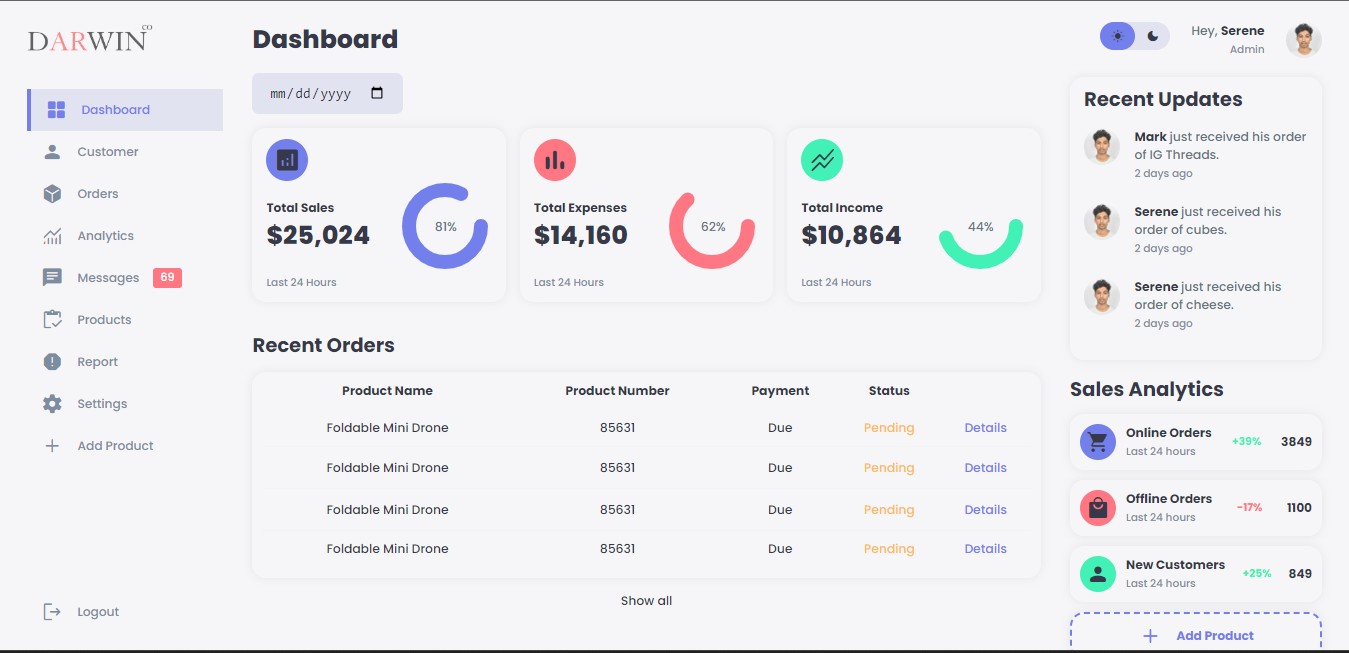 DARWIN CO
Dashboard
Customer
Orders
Analytics
Messages 69
Products
Report
Settings
Add Product
Logout
Dashboard
mm/dd/yyyy
Total Sales
$25,024
81%
Last 24 Hours
Total Expenses
$14,160
62%
Last 24 Hours
Total Income
$10,864
44%
Last 24 Hours
Recent Orders
Product Name Product Number Payment Status
Foldable Mini Drone 85631 Due Pending Details
Foldable Mini Drone 85631 Due Pending Details
Foldable Mini Drone 85631 Due Pending Details
Foldable Mini Drone 85631 Due Pending Details
Show all
Hey, Serene
Admin
Recent Updates
Mark just received his order
of IG Threads.
2 days ago
Serene just received his
order of cubes.
2 days ago
Serene just received his
order of cheese.
2 days ago
Sales Analytics
Online Orders +39% 3849
Last 24 hours
Offline Orders -17% 1100
Last 24 hours
New Customers +25% 849
Last 24 hours
Add Product